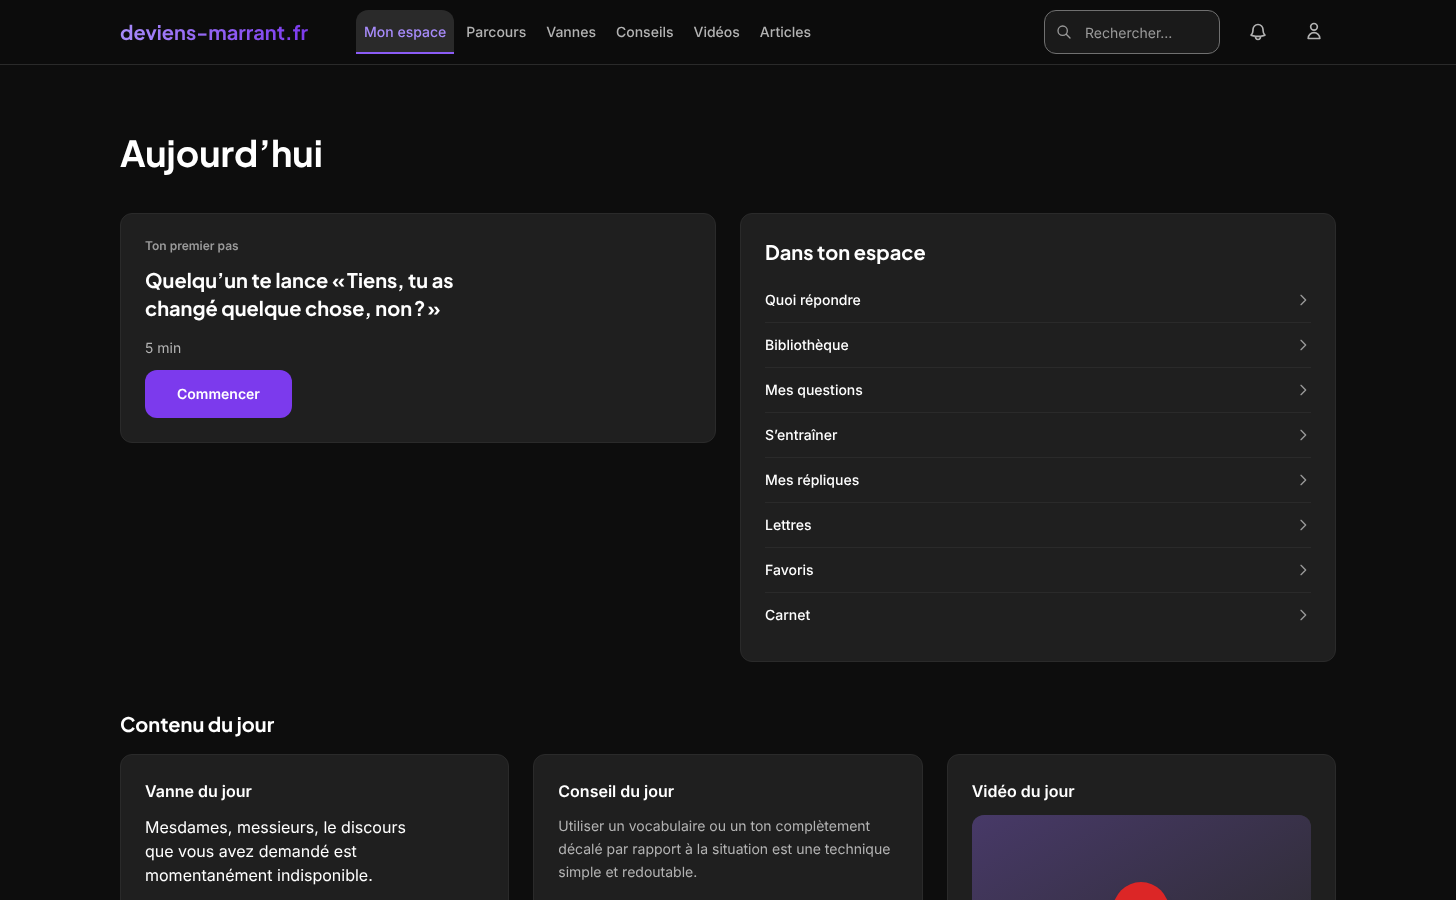 deviens-marrant.fr
Mon espace
Parcours
Vannes
Conseils
Vidéos
Articles
Rechercher...
Aujourd’hui
Ton premier pas
Quelqu’un te lance « Tiens, tu as
changé quelque chose, non ? »
5 min
Commencer
Dans ton espace
Quoi répondre
Bibliothèque
Mes questions
S’entraîner
Mes répliques
Lettres
Favoris
Carnet
Contenu du jour
Vanne du jour
Mesdames, messieurs, le discours
que vous avez demandé est
momentanément indisponible.
Conseil du jour
Utiliser un vocabulaire ou un ton complètement
décalé par rapport à la situation est une technique
simple et redoutable.
Vidéo du jour